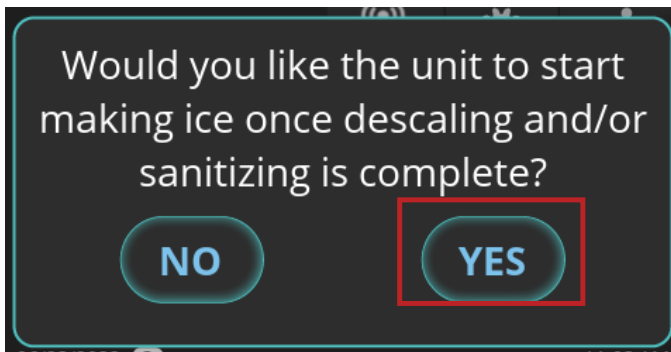 Would you like the unit to start
making ice once descaling and/or
sanitizing is complete?
NO
YES